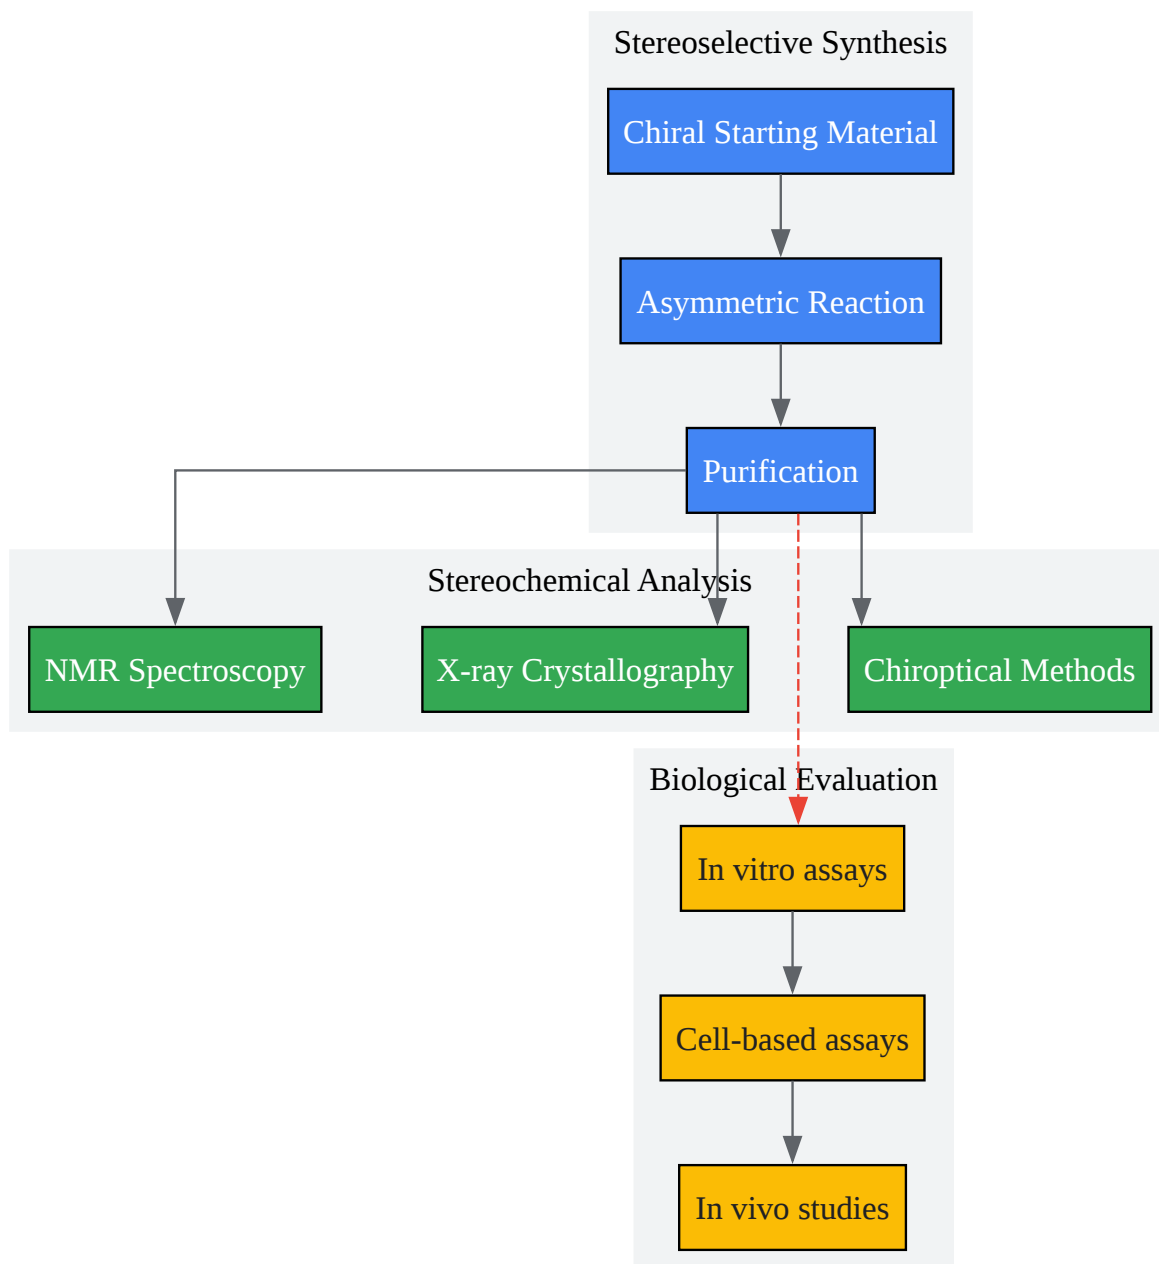 Stereoselective Synthesis
Chiral Starting Material
Asymmetric Reaction
Purification
Stereochemical Analysis
NMR Spectroscopy
X-ray Crystallography
Chiroptical Methods
Biological Evaluation
In vitro assays
Cell-based assays
In vivo studies